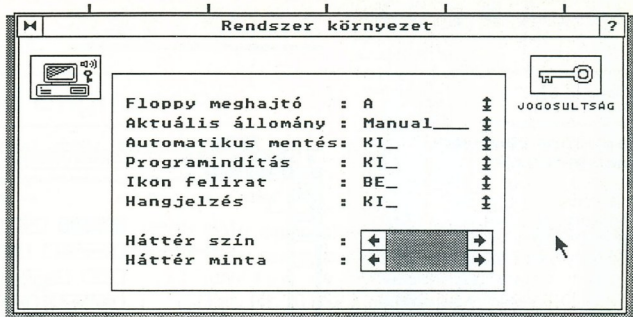 Rendszer környezet ?
JOGOSULTSÁG
Floppy meghajtó : A
Aktuális állomány : Manual____
Automatikus mentés: KI_
Programindítás : KI_
Ikon felirat : BE_
Hangjelzés : KI_
Háttér szín :
Háttér minta :